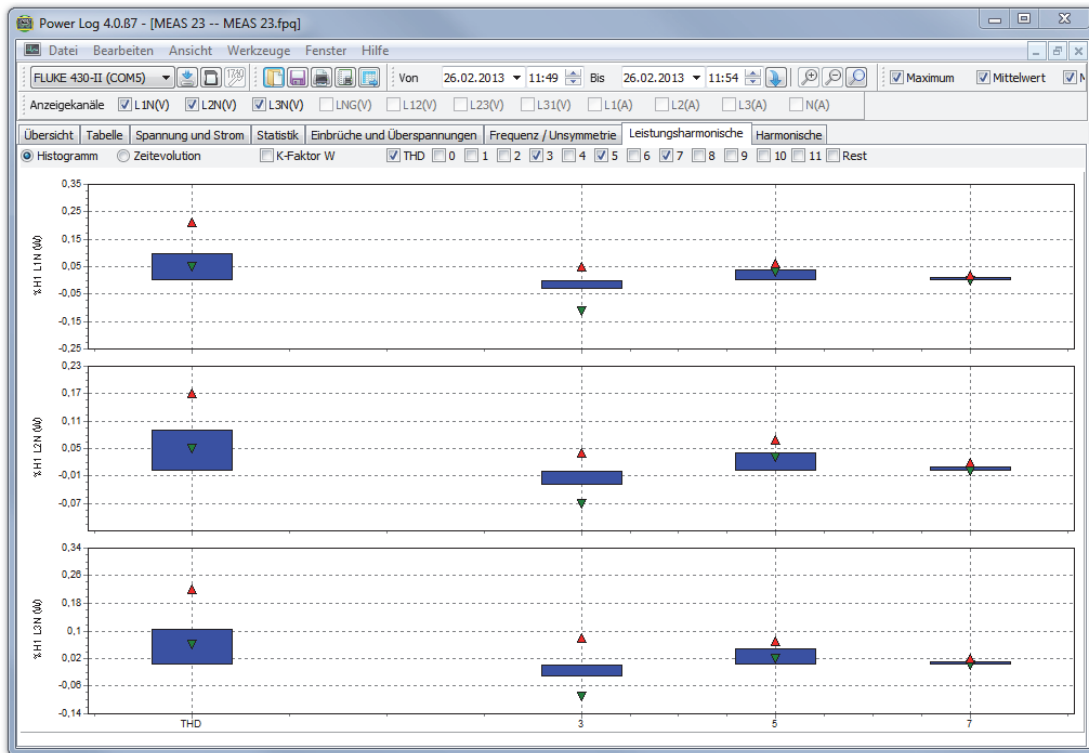 Power Log 4.0.ß7 - [MEAS 23 -- MEAS 23.fpq]
Datei Bearbeiten Ansicht Werkzeuge Fenster Hilfe
FLUKE 430-II (COM5) Von 26.02.2013 11:49 Bis 26.02.2013 11:54 Maximum Mittelwert M
Anzeigekanäle L1N(V) L2N(V) L3N(V) LNG(V) L12(V) L23(V) L31(V) L1(A) L2(A) L3(A) N(A)
Übersicht Tabelle Spannung und Strom Statistik Einbrüche und Überspannungen Frequenz / Unsymmetrie Leistungsharmonische Harmonische
Histogramm Zeitevolution K-Faktor W THD 0 1 2 3 4 5 6 7 8 9 10 11 Rest
%H1 L1N (W)
0,35
0,25
0,15
0,05
-0,05
-0,15
-0,25
%H1 L2N (W)
0,23
0,17
0,11
0,05
-0,01
-0,07
%H1 L3N (W)
0,34
0,26
0,18
0,1
0,02
-0,06
-0,14
THD 3 5 7